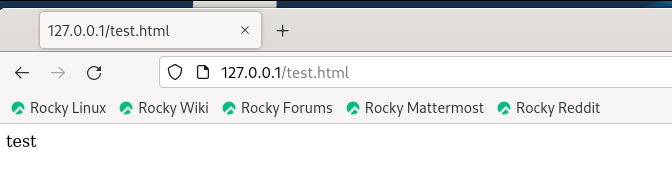 127.0.0.1/test.html
127.0.0.1/test.html
Rocky Linux Rocky Wiki Rocky Forums Rocky Mattermost Rocky Reddit
test